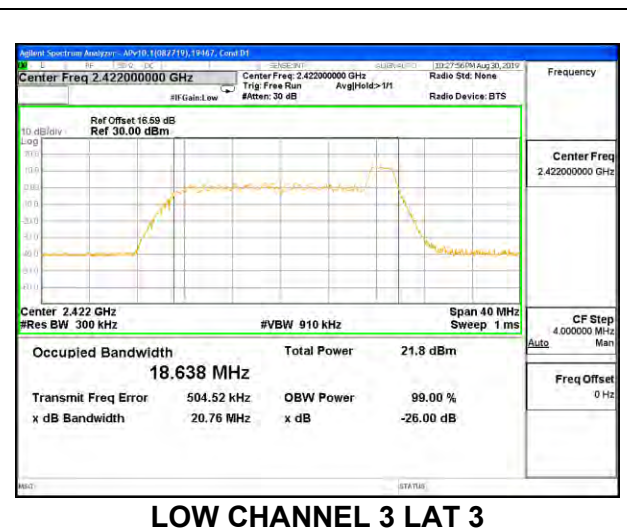 Agilent Spectrum Analyzer - APv10.1(082719),19467, Cond D1
RF DC SENSE:INT 10:27:56PM Aug 30, 2019
Center Freq 2.422000000 GHz Center Freq: 2.422000000 GHz Radio Std: None Frequency
Trig: Free Run Avg|Hold:>1/1
#IFGain:Low #Atten: 30 dB Radio Device: BTS
Ref Offset 16.59 dB
10 dB/div Ref 30.00 dBm
Log
Center Freq
2.422000000 GHz
Center 2.422 GHz Span 40 MHz
#Res BW 300 kHz #VBW 910 kHz Sweep 1 ms
CF Step
4.000000 MHz
Auto Man
Occupied Bandwidth Total Power 21.8 dBm
18.638 MHz
Freq Offset
0 Hz
Transmit Freq Error 504.52 kHz OBW Power 99.00 %
x dB Bandwidth 20.76 MHz x dB -26.00 dB
MSG STATUS
LOW CHANNEL 3 LAT 3